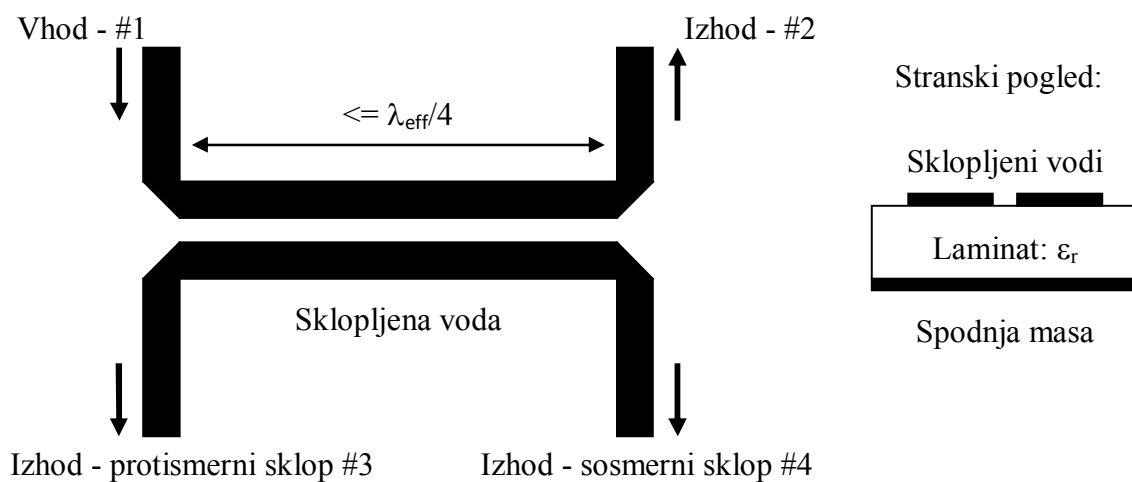 Vhod - #1
Izhod - #2
<= λeff/4
Sklopljena voda
Izhod - protismerni sklop #3
Izhod - sosmerni sklop #4
Stranski pogled:
Sklopljeni vodi
Laminat: εr
Spodnja masa